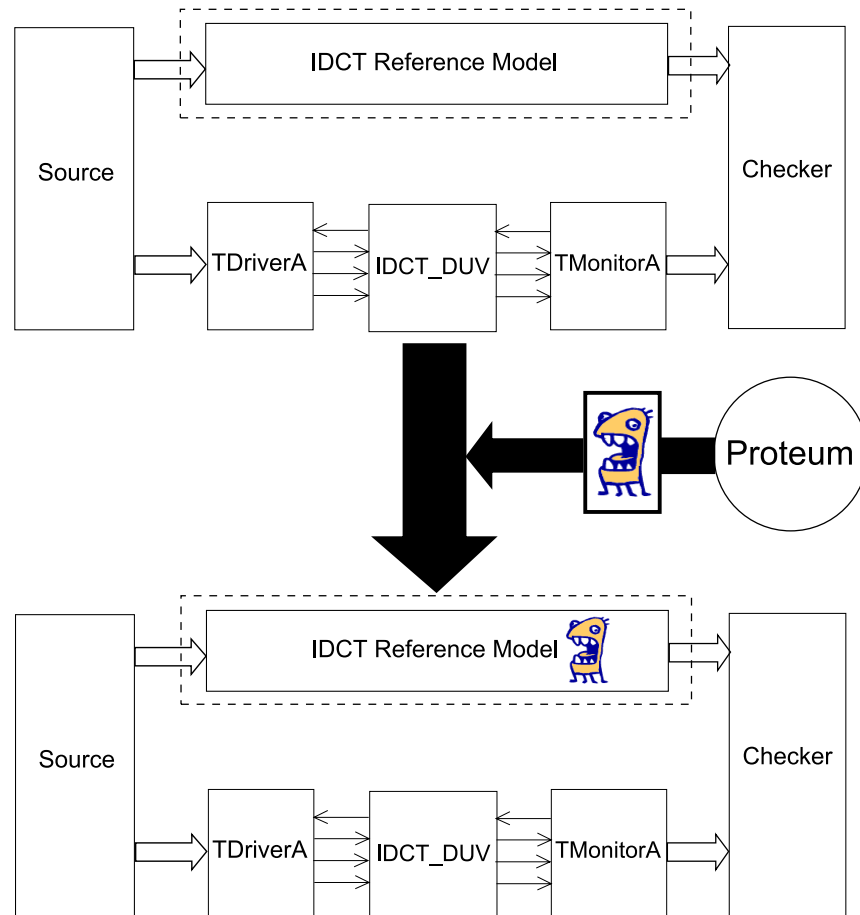 IDCT Reference Model
Source
Checker
TDriverA
IDCT_DUV
TMonitorA
Proteum
IDCT Reference Model
Source
Checker
TDriverA
IDCT_DUV
TMonitorA